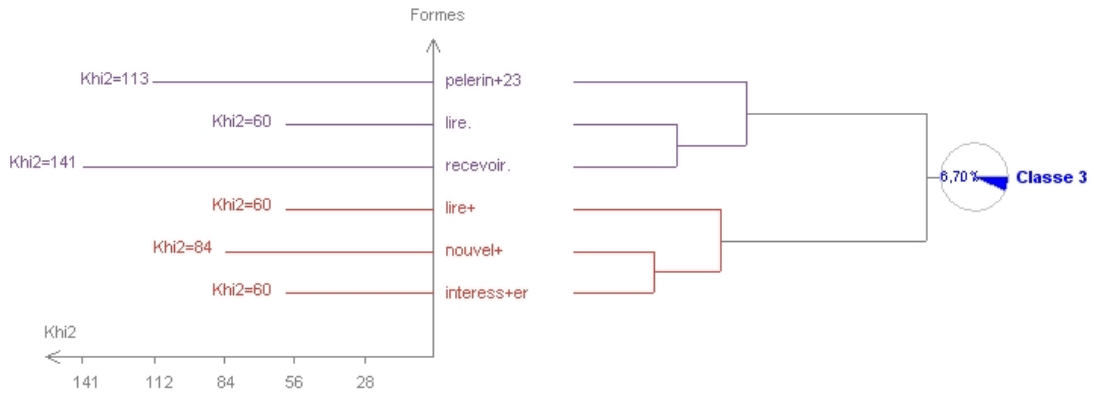 Formes
Khi2=113 pelerin+23
Khi2=60 lire.
Khi2=141 recevoir.
6,70% Classe 3
Khi2=60 lire+
Khi2=84 nouvel+
Khi2=60 interess+er
Khi2
141 112 84 56 28